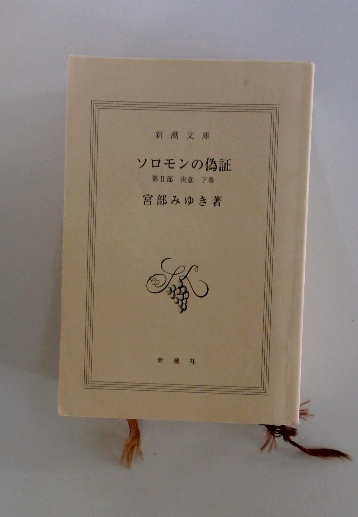 新潮文庫
ソロモンの偽証
第Ⅱ部 決意 下巻
宮部みゆき著
新潮社